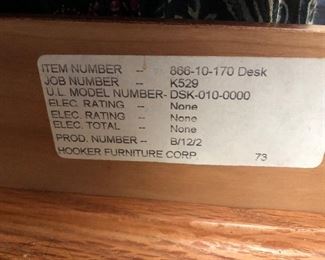 ITEM NUMBER -- 866-10-170 Desk
JOB NUMBER -- K529
U.L. MODEL NUMBER- DSK-010-0000
ELEC. RATING -- None
ELEC. RATING -- None
ELEC. TOTAL -- None
PROD. NUMBER -- B/12/2
HOOKER FURNITURE CORP 73